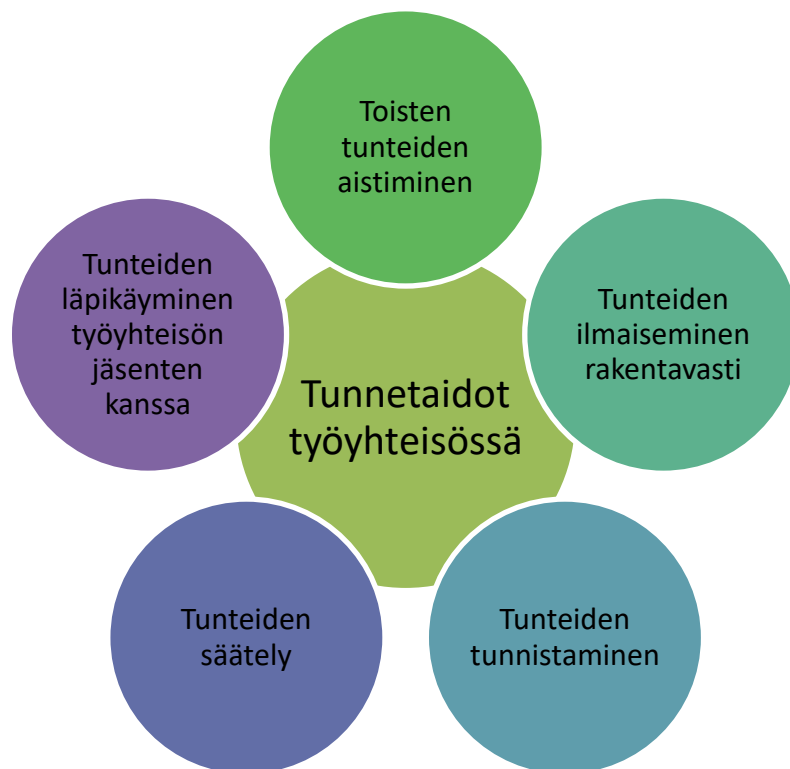 Toisten
tunteiden
aistiminen
Tunteiden
ilmaiseminen
rakentavasti
Tunteiden
tunnistaminen
Tunteiden
säätely
Tunteiden
läpikäyminen
työyhteisön
jäsenten
kanssa
Tunnetaidot
työyhteisössä